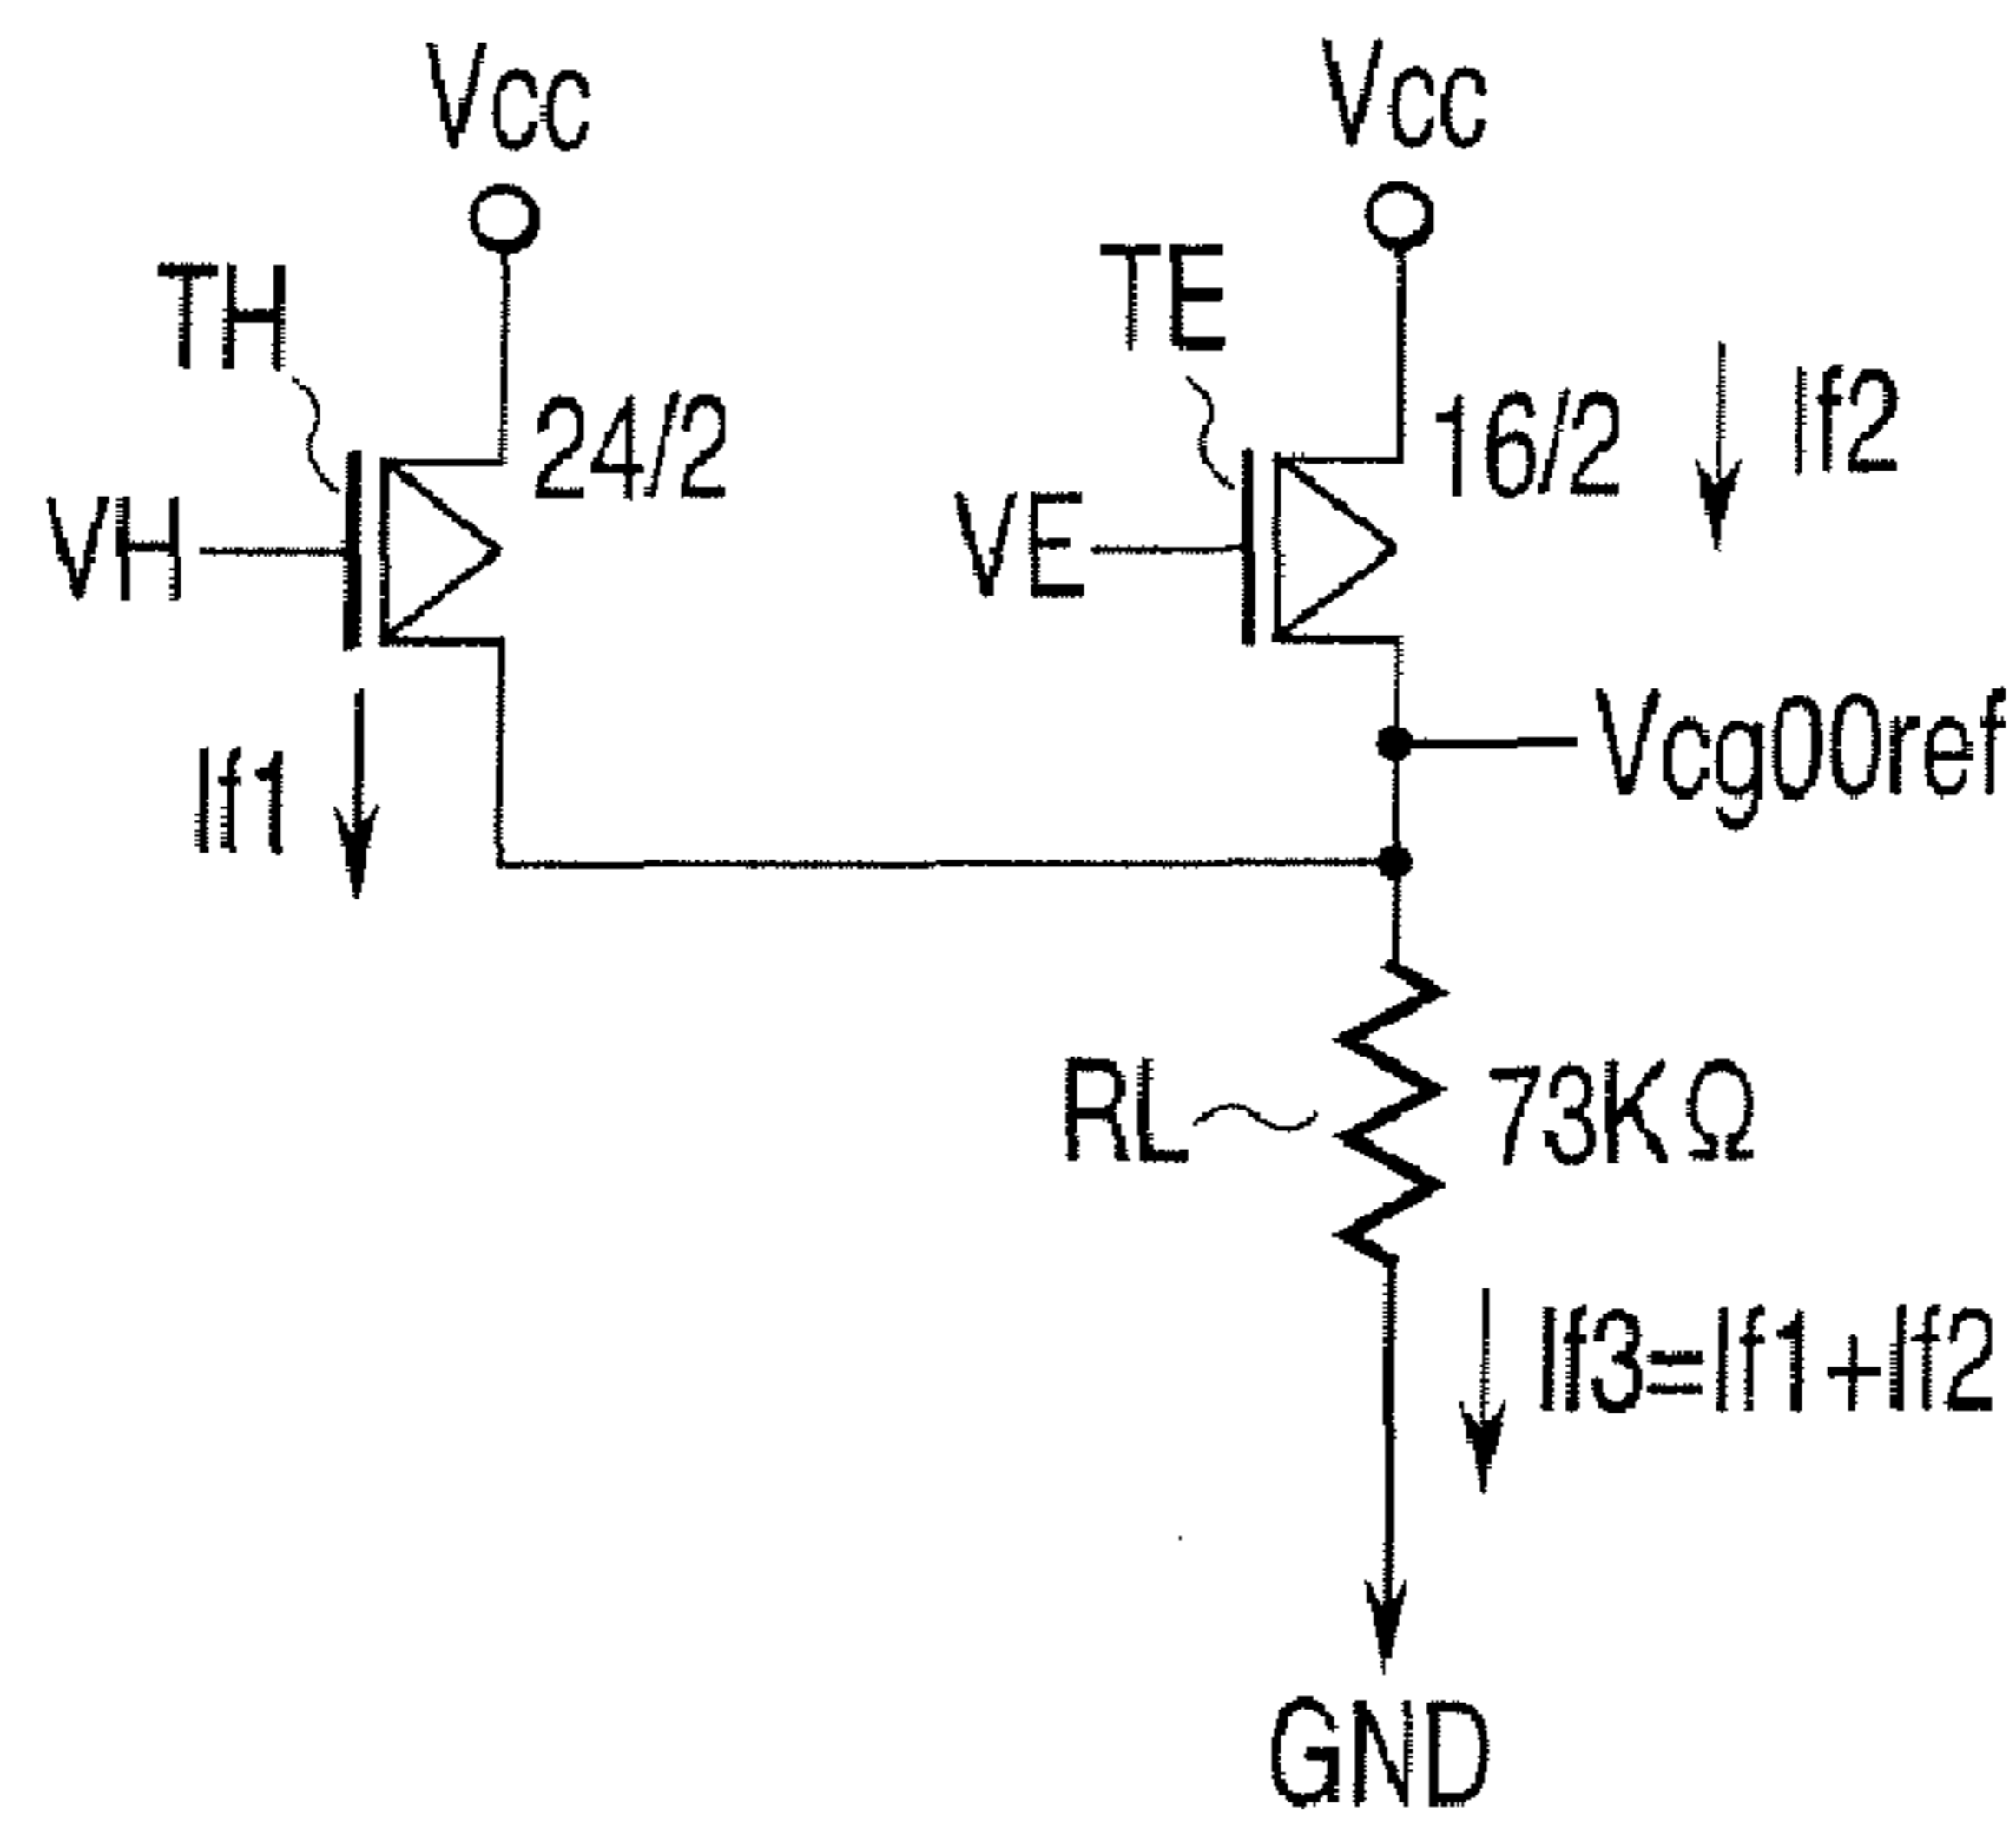 Vcc
Vcc
TH
TE
24/2
16/2
If2
VH
VE
Vcg00ref
If1
RL
73KΩ
If3=If1+If2
GND